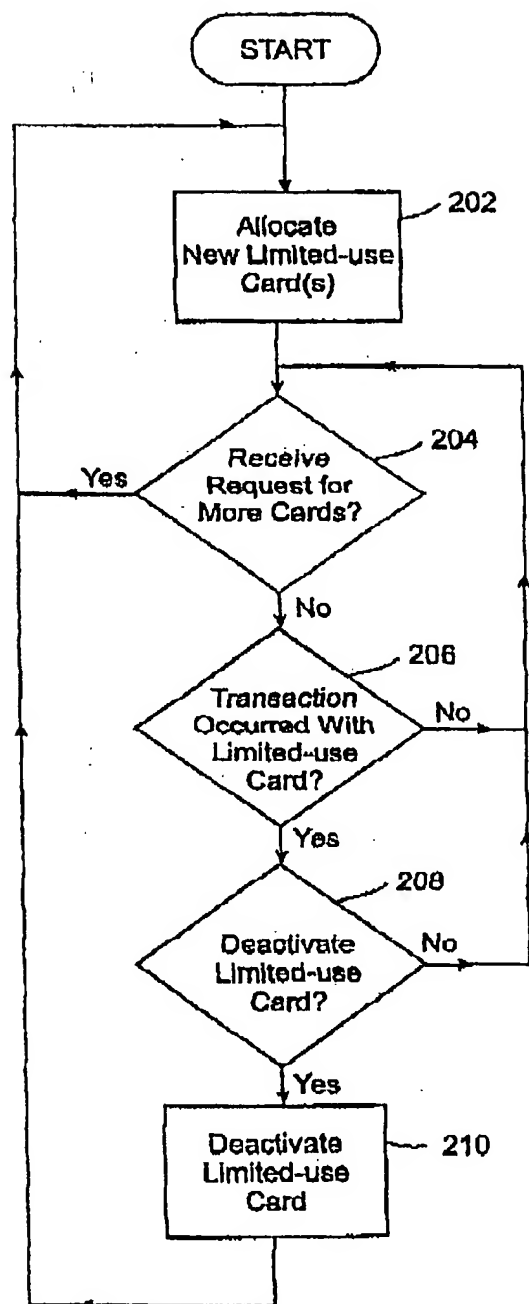 START
202
Allocate
New Limited-use
Card(s)
204
Yes
Receive
Request for
More Cards?
No
206
Transaction
Occurred With
Limited-use
Card?
No
Yes
208
Deactivate
Limited-use
Card?
No
Yes
Deactivate
Limited-use
Card
210